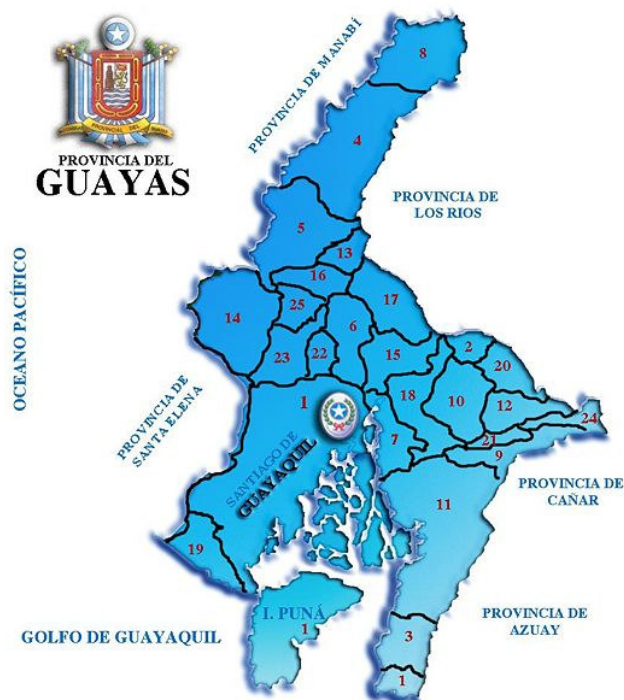 PROVINCIA DEL
GUAYAS
PROVINCIA DE MANABÍ
8
4
PROVINCIA DE
LOS RIOS
5
13
16
OCEANO PACÍFICO
14
25
6
17
23
22
15
2
20
PROVINCIA DE
SANTA ELENA
1
18
10
12
24
SANTIAGO DE
GUAYAQUIL
7
21
9
PROVINCIA DE
CAÑAR
11
19
I. PUNÁ
1
GOLFO DE GUAYAQUIL
PROVINCIA DE
AZUAY
3
1